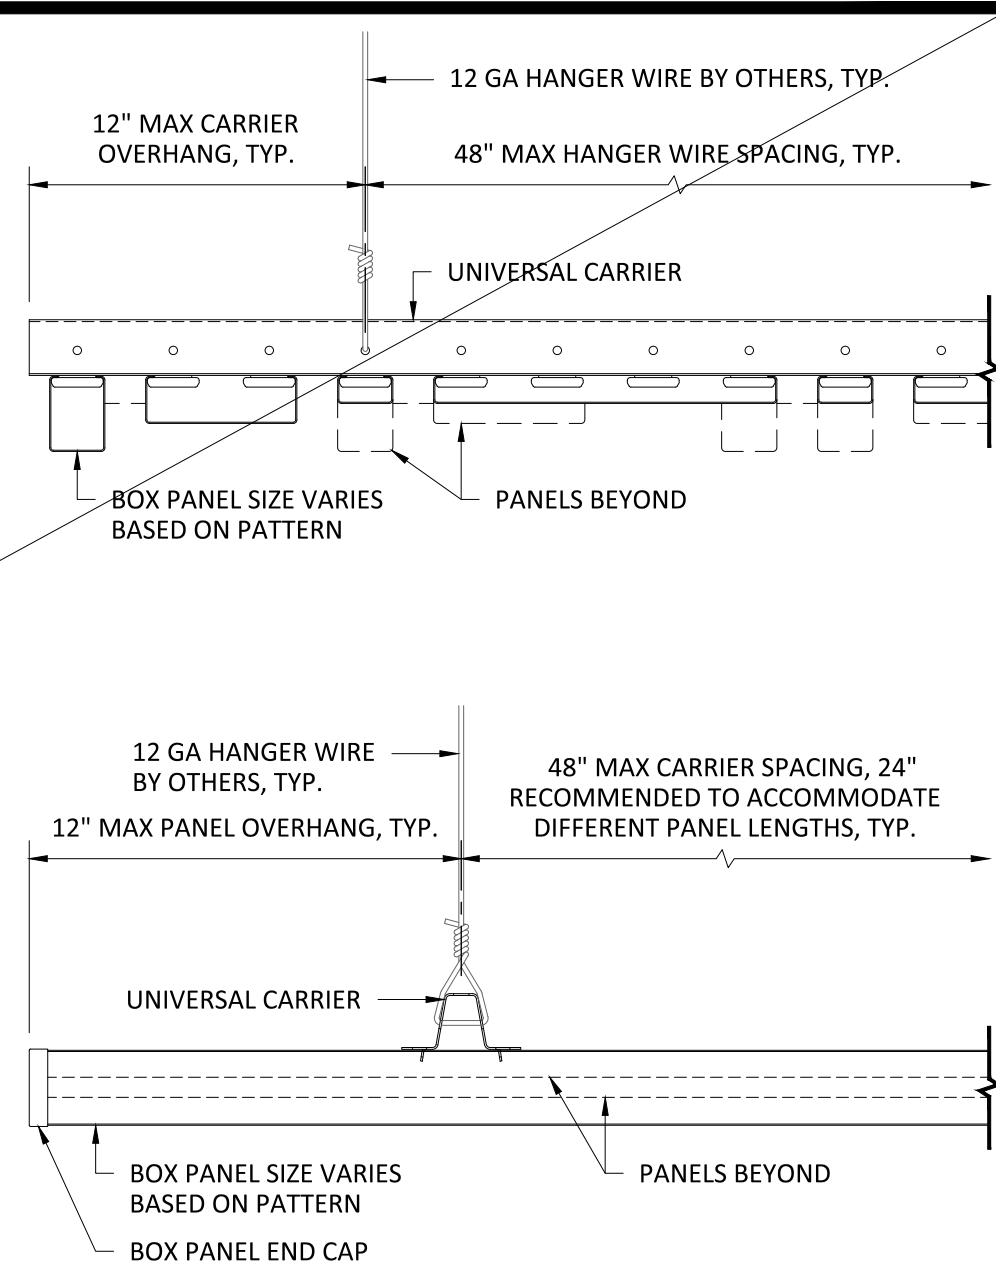 12 GA HANGER WIRE BY OTHERS, TYP.
12" MAX CARRIER
OVERHANG, TYP.
48" MAX HANGER WIRE SPACING, TYP.
UNIVERSAL CARRIER
BOX PANEL SIZE VARIES
BASED ON PATTERN
PANELS BEYOND
12 GA HANGER WIRE
BY OTHERS, TYP.
48" MAX CARRIER SPACING, 24"
RECOMMENDED TO ACCOMMODATE
DIFFERENT PANEL LENGTHS, TYP.
12" MAX PANEL OVERHANG, TYP.
UNIVERSAL CARRIER
BOX PANEL SIZE VARIES
BASED ON PATTERN
PANELS BEYOND
BOX PANEL END CAP